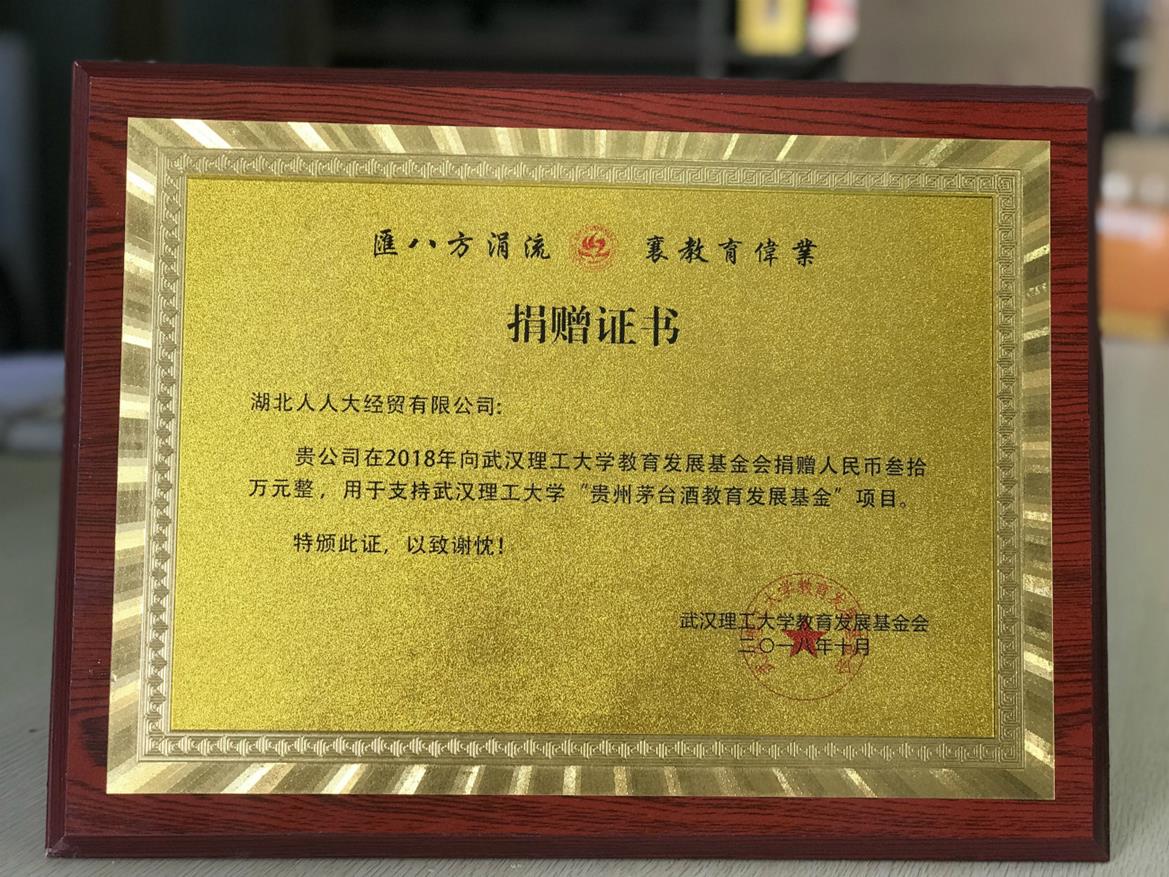 匯八方涓流 襄教育偉業
捐赠证书
湖北人人大经贸有限公司:
贵公司在2018年向武汉理工大学教育发展基金会捐赠人民币叁拾
万元整，用于支持武汉理工大学“贵州茅台酒教育发展基金”项目。
特颁此证，以致谢忱！
武汉理工大学教育发展基金会
二〇一八年十月